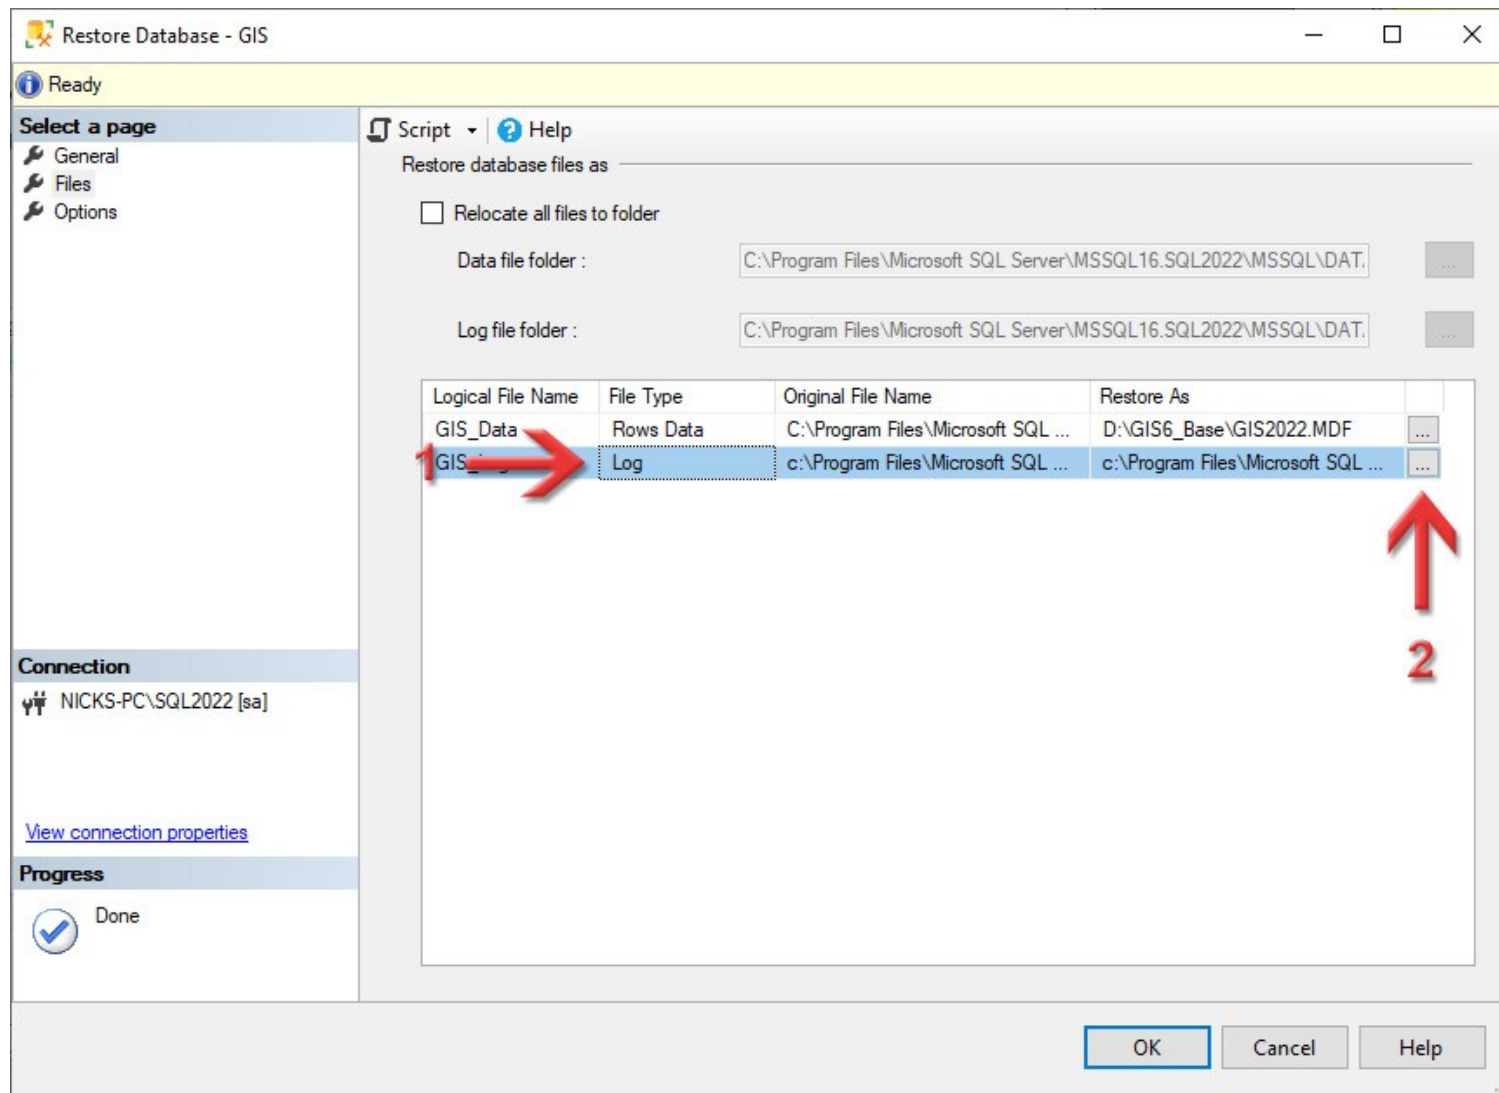 Restore Database - GIS
Ready
Select a page
General
Files
Options
Script
Help
Restore database files as
Relocate all files to folder
Data file folder :
C:\Program Files\Microsoft SQL Server\MSSQL16.SQL2022\MSSQL\DAT
...
Log file folder :
C:\Program Files\Microsoft SQL Server\MSSQL16.SQL2022\MSSQL\DAT
...
Logical File Name File Type Original File Name Restore As
GIS_Data Rows Data C:\Program Files\Microsoft SQL ... D:\GIS6_Base\GIS2022.MDF ...
1 Log c:\Program Files\Microsoft SQL ... c:\Program Files\Microsoft SQL ... ...
2
Connection
NICKS-PC\SQL2022 [sa]
View connection properties
Progress
Done
OK Cancel Help